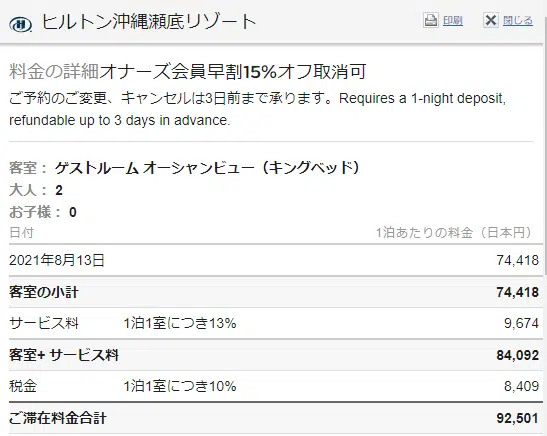 ヒルトン沖縄瀬底リゾート 印刷 閉じる
料金の詳細オナーズ会員早割15%オフ取消可
ご予約のご変更、キャンセルは3日前まで承ります。Requires a 1-night deposit,
refundable up to 3 days in advance.
客室： ゲストルーム オーシャンビュー（キングベッド）
大人： 2
お子様： 0
日付 1泊あたりの料金（日本円）
2021年8月13日 74,418
客室の小計 74,418
サービス料 1泊1室につき13% 9,674
客室+ サービス料 84,092
税金 1泊1室につき10% 8,409
ご滞在料金合計 92,501